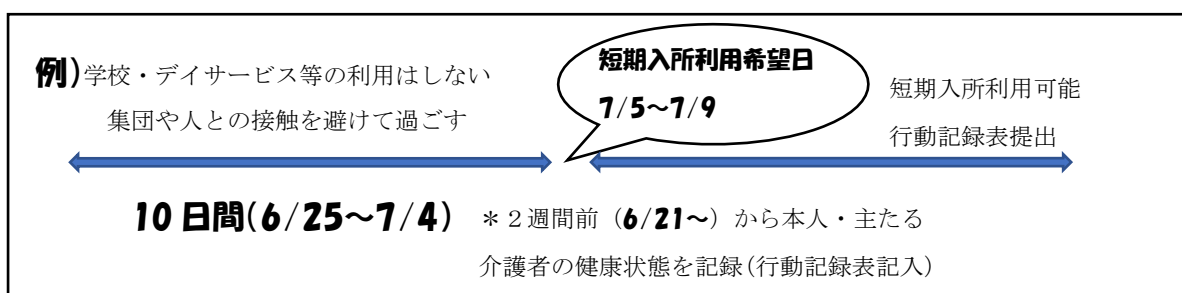 例)学校・デイサービス等の利用はしない
集団や人との接触を避けて過ごす
短期入所利用希望日
7/5～7/9
短期入所利用可能
行動記録表提出
10日間(6/25～7/4)
＊２週間前（6/21～）から本人・主たる
介護者の健康状態を記録(行動記録表記入)